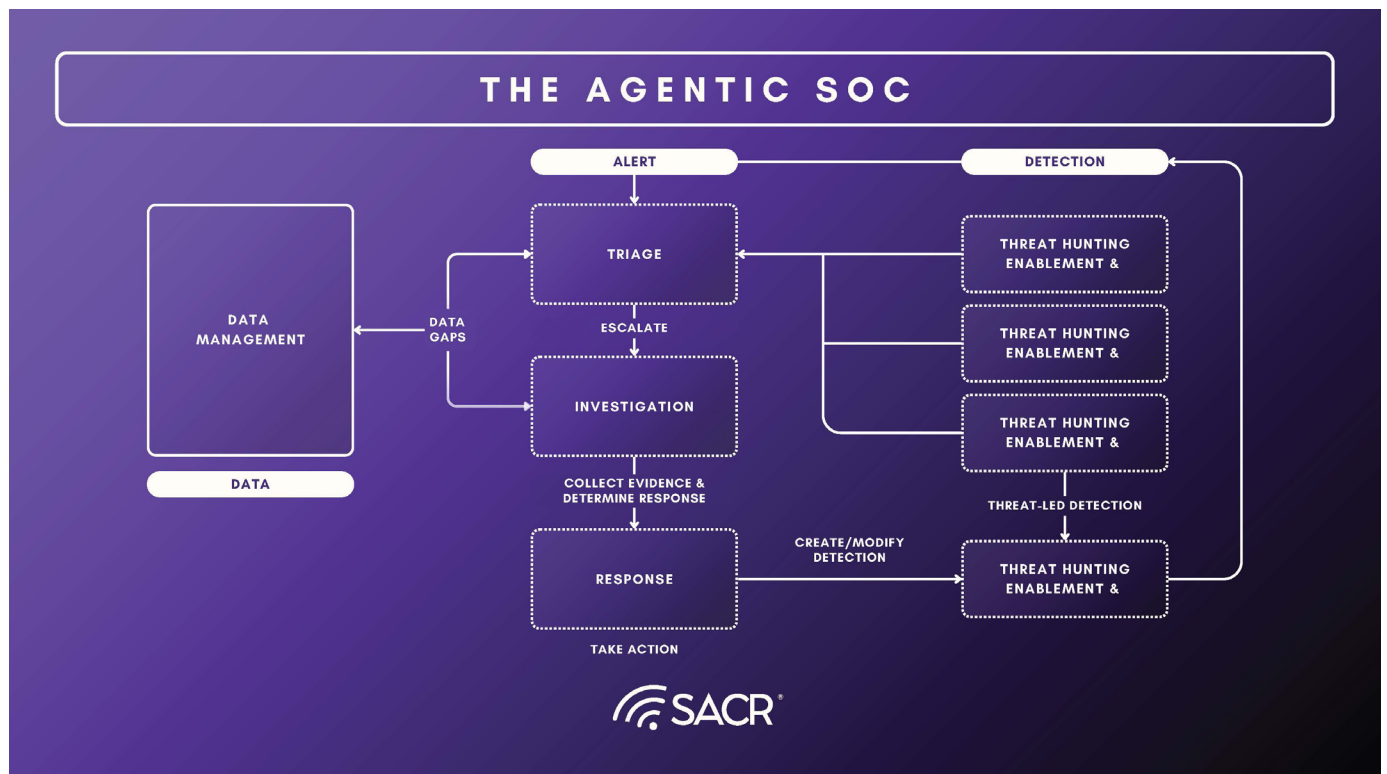 THE AGENTIC SOC
ALERT
DETECTION
TRIAGE
THREAT HUNTING
ENABLEMENT &
DATA
MANAGEMENT
DATA
GAPS
ESCALATE
THREAT HUNTING
ENABLEMENT &
INVESTIGATION
THREAT HUNTING
ENABLEMENT &
DATA
COLLECT EVIDENCE &
DETERMINE RESPONSE
THREAT-LED DETECTION
CREATE/MODIFY
DETECTION
RESPONSE
THREAT HUNTING
ENABLEMENT &
TAKE ACTION
SACR®